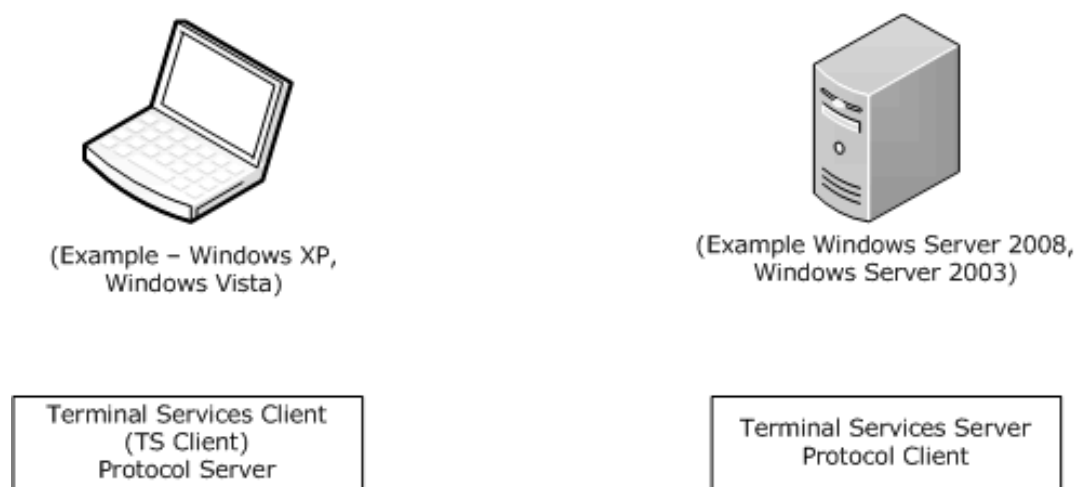 (Example – Windows XP,
Windows Vista)
(Example Windows Server 2008,
Windows Server 2003)
Terminal Services Client
(TS Client)
Protocol Server
Terminal Services Server
Protocol Client